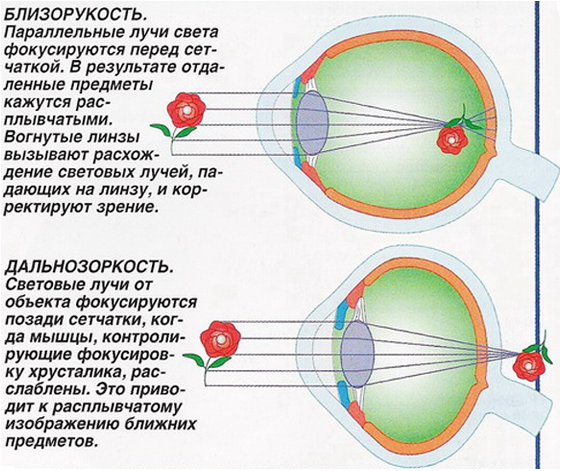 БЛИЗОРУКОСТЬ.
Параллельные лучи света
фокусируются перед сет-
чаткой. В результате отда-
ленные предметы
кажутся рас-
плывчатыми.
Вогнутые линзы
вызывают расхож-
дение световых лучей, па-
дающих на линзу, и кор-
ректируют зрение.
ДАЛЬНОЗОРКОСТЬ.
Световые лучи от
объекта фокусируются
позади сетчатки, ког-
да мышцы, контроли-
рующие фокусиров-
ку хрусталика, рас-
слаблены. Это приво-
дит к расплывчатому
изображению ближних
предметов.